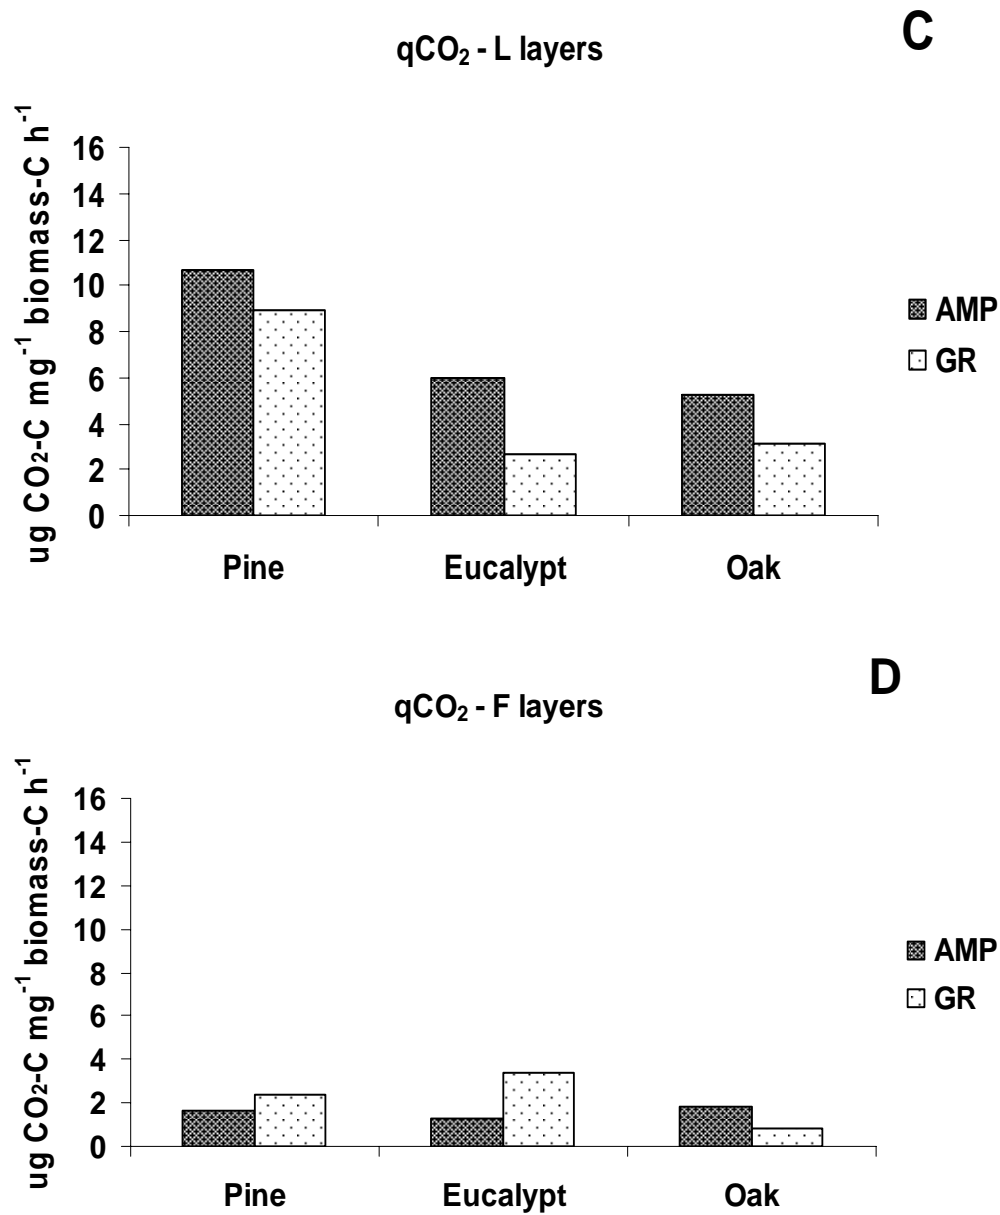 C
qCO₂ - L layers
ug CO₂-C mg⁻¹ biomass-C h⁻¹
16
14
12
10
8
6
4
2
0
Pine Eucalypt Oak
AMP
GR
D
qCO₂ - F layers
ug CO₂-C mg⁻¹ biomass-C h⁻¹
16
14
12
10
8
6
4
2
0
Pine Eucalypt Oak
AMP
GR